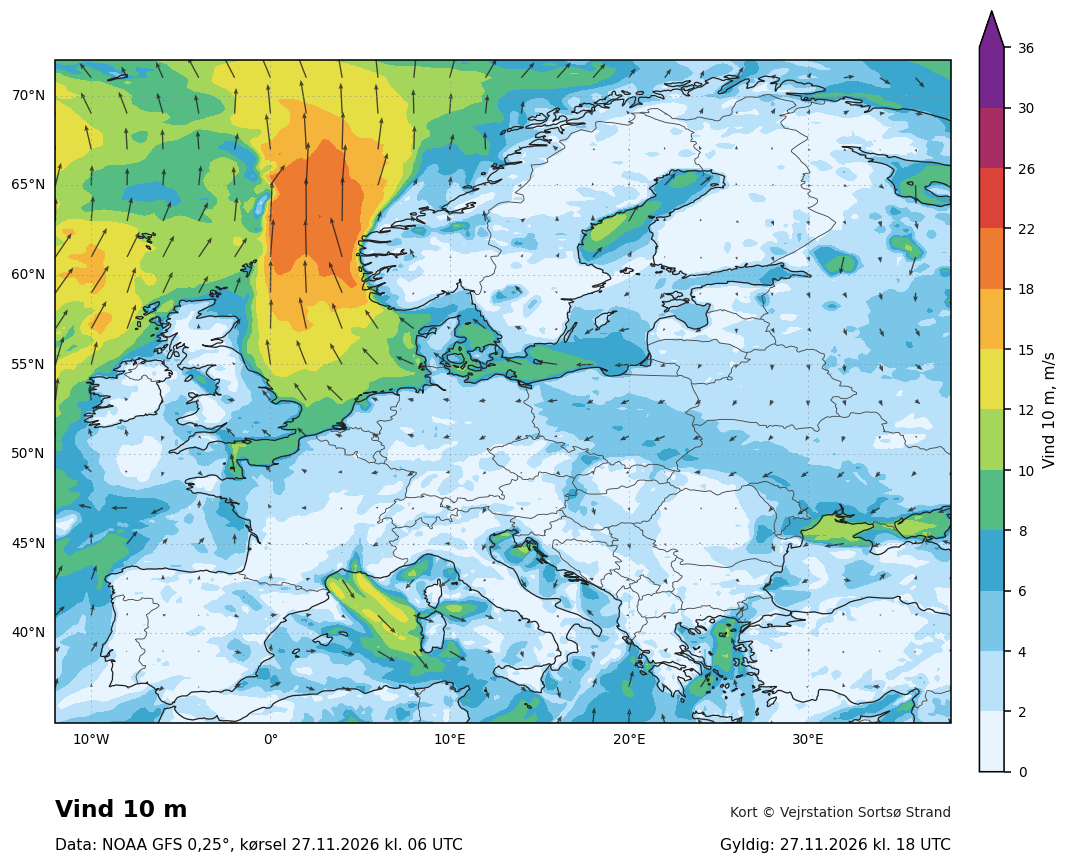 36
30
26
22
18
15
12
10
8
6
4
2
0
Vind 10 m, m/s
70°N
65°N
60°N
55°N
50°N
45°N
40°N
10°W
0°
10°E
20°E
30°E
Vind 10 m
Kort © Vejrstation Sortsø Strand
Data: NOAA GFS 0,25°, kørsel 27.11.2026 kl. 06 UTC
Gyldig: 27.11.2026 kl. 18 UTC